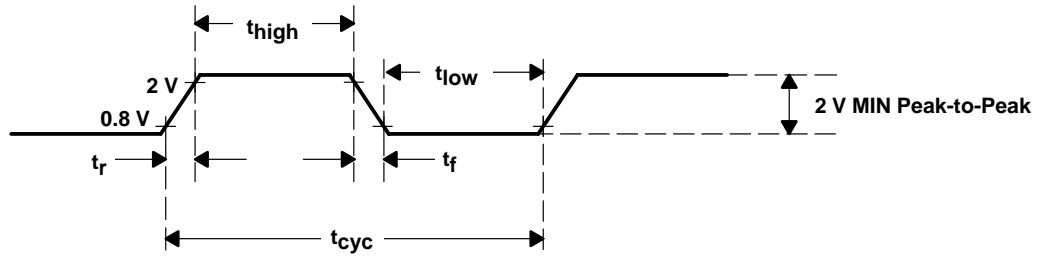 thigh
2 V
tlow
0.8 V
2 V MIN Peak-to-Peak
tr
tf
tcyc